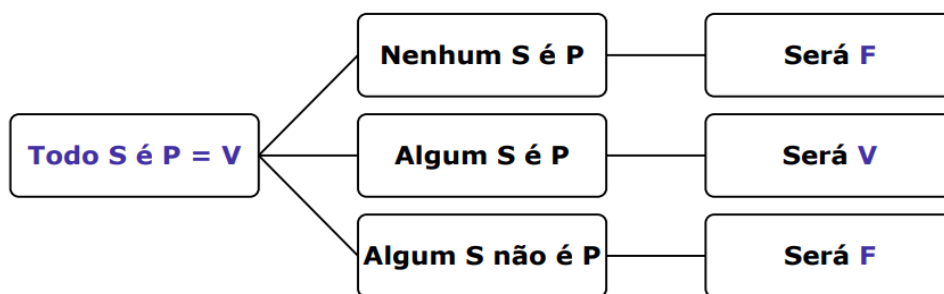 Nenhum S é P
Será F
Todo S é P = V
Algum S é P
Será V
Algum S não é P
Será F